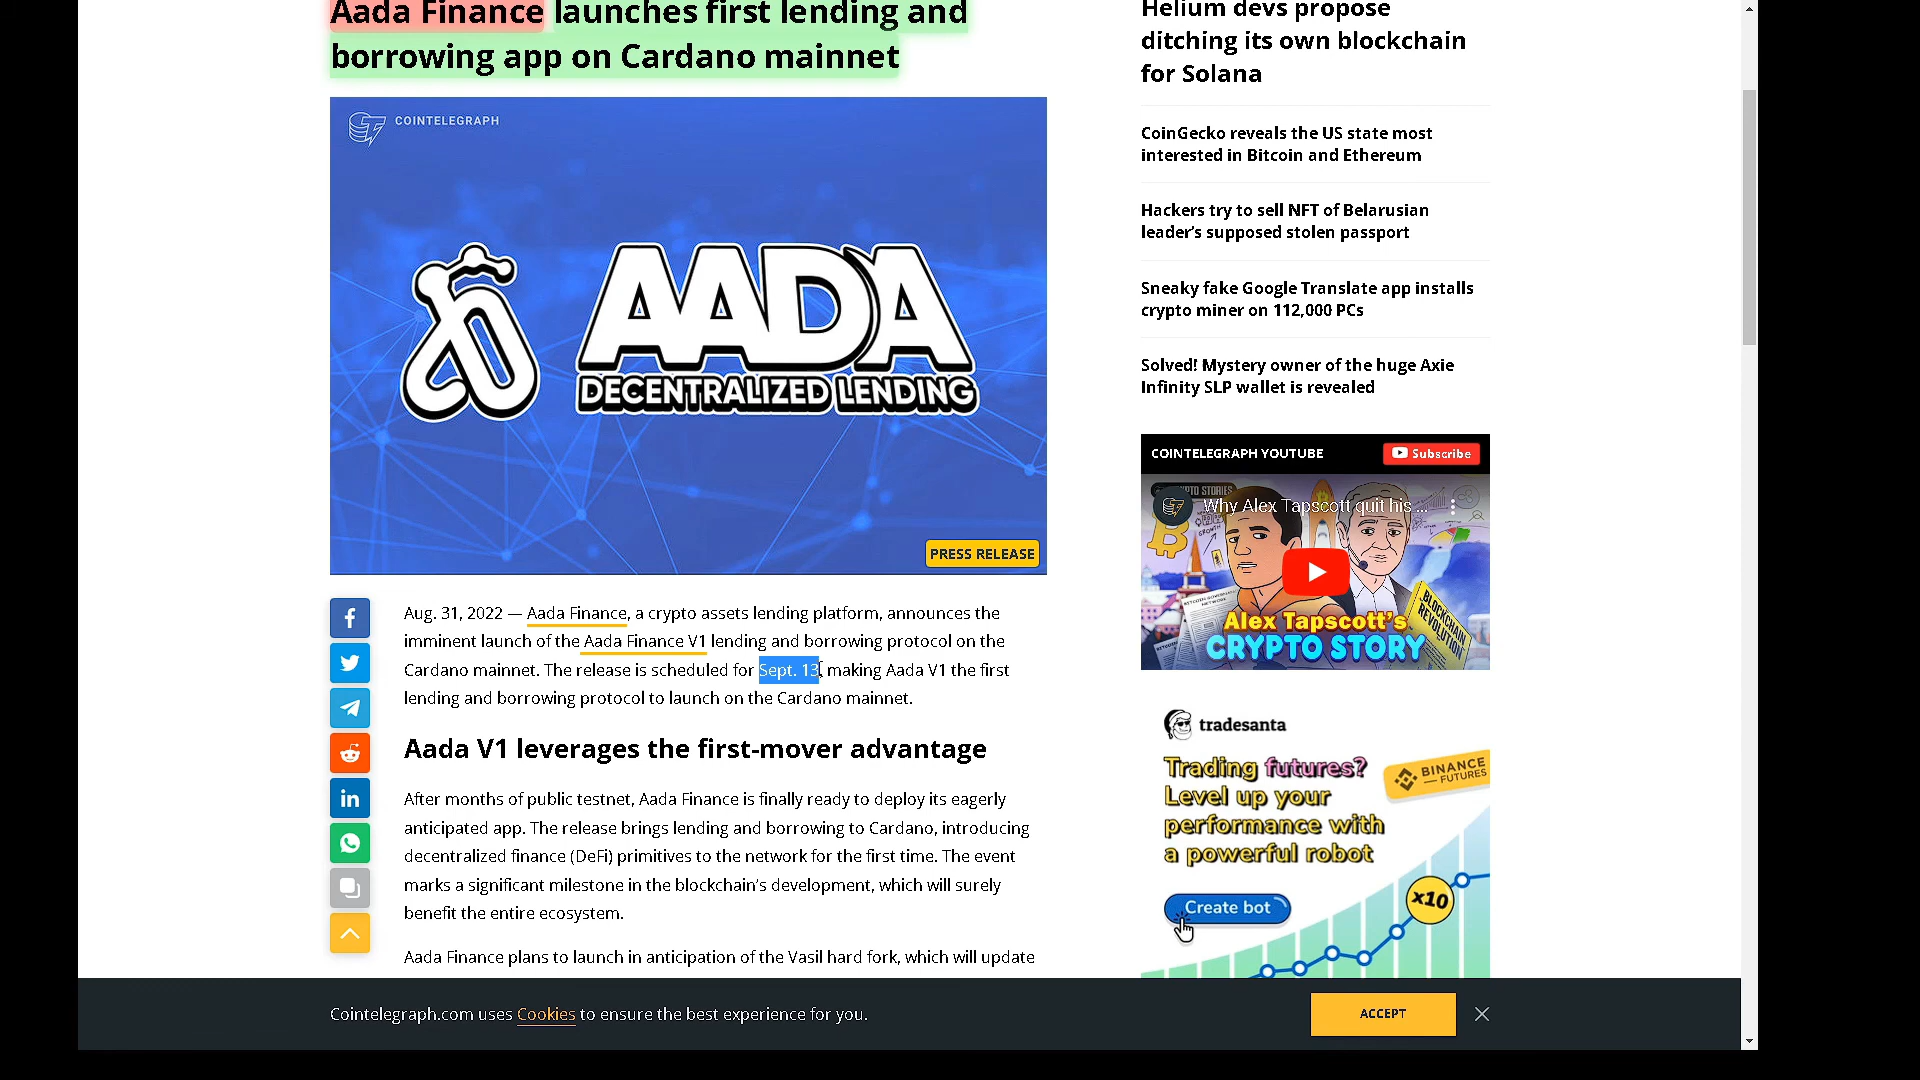 Aada Finance launches first lending and
borrowing app on Cardano mainnet
COINTELEGRAPH
AADA
DECENTRALIZED LENDING
PRESS RELEASE
Aug. 31, 2022 — Aada Finance, a crypto assets lending platform, announces the
imminent launch of the Aada Finance V1 lending and borrowing protocol on the
Cardano mainnet. The release is scheduled for Sept. 13, making Aada V1 the first
lending and borrowing protocol to launch on the Cardano mainnet.
Aada V1 leverages the first-mover advantage
After months of public testnet, Aada Finance is finally ready to deploy its eagerly
anticipated app. The release brings lending and borrowing to Cardano, introducing
decentralized finance (DeFi) primitives to the network for the first time. The event
marks a significant milestone in the blockchain’s development, which will surely
benefit the entire ecosystem.
Aada Finance plans to launch in anticipation of the Vasil hard fork, which will update
Helium devs propose
ditching its own blockchain
for Solana
CoinGecko reveals the US state most
interested in Bitcoin and Ethereum
Hackers try to sell NFT of Belarusian
leader’s supposed stolen passport
Sneaky fake Google Translate app installs
crypto miner on 112,000 PCs
Solved! Mystery owner of the huge Axie
Infinity SLP wallet is revealed
COINTELEGRAPH YOUTUBE
Subscribe
Why Alex Tapscott quit his ...
BLOCKCHAIN
REVOLUTION
Alex Tapscott’s
CRYPTO STORY
tradesanta
Trading futures?
Level up your
performance with
a powerful robot
BINANCE
FUTURES
Create bot
x10
Cointelegraph.com uses Cookies to ensure the best experience for you.
ACCEPT